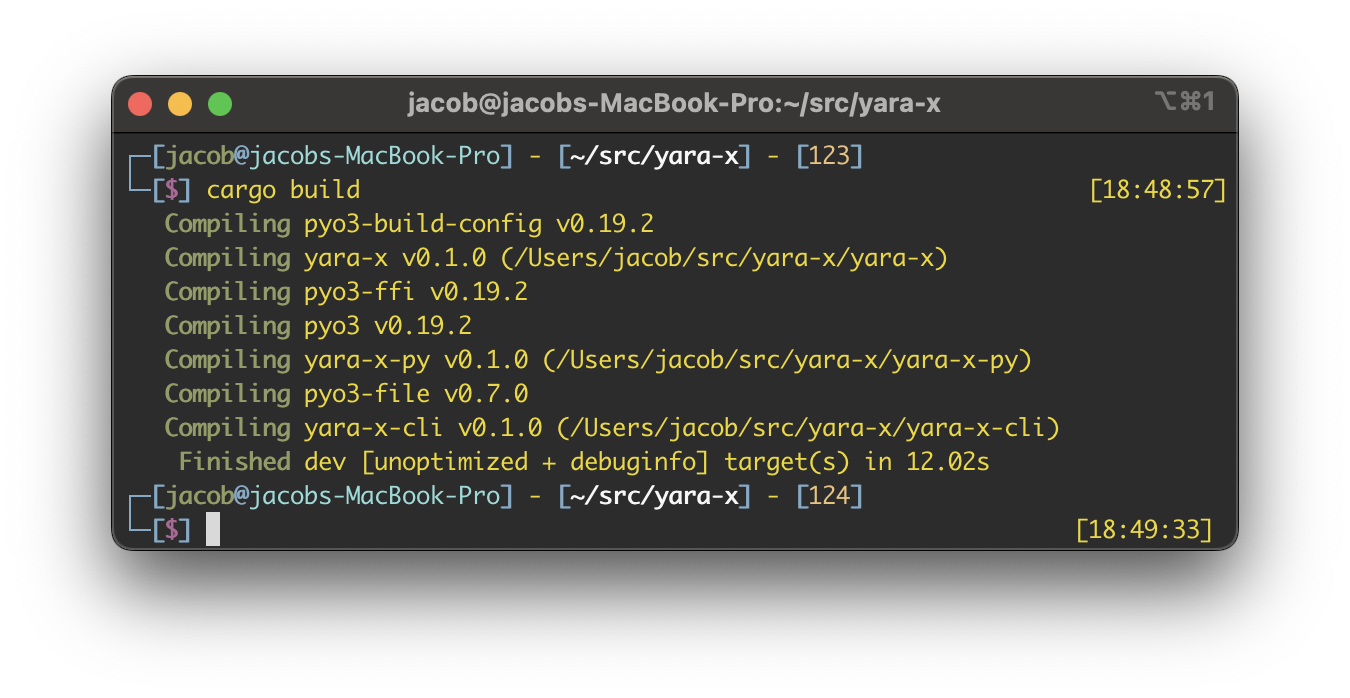 jacob@jacobs-MacBook-Pro:~/src/yara-x ⌥⌘1
┌─[jacob@jacobs-MacBook-Pro] - [~/src/yara-x] - [123]
└─[$] cargo build [18:48:57]
Compiling pyo3-build-config v0.19.2
Compiling yara-x v0.1.0 (/Users/jacob/src/yara-x/yara-x)
Compiling pyo3-ffi v0.19.2
Compiling pyo3 v0.19.2
Compiling yara-x-py v0.1.0 (/Users/jacob/src/yara-x/yara-x-py)
Compiling pyo3-file v0.7.0
Compiling yara-x-cli v0.1.0 (/Users/jacob/src/yara-x/yara-x-cli)
Finished dev [unoptimized + debuginfo] target(s) in 12.02s
┌─[jacob@jacobs-MacBook-Pro] - [~/src/yara-x] - [124]
└─[$] [18:49:33]